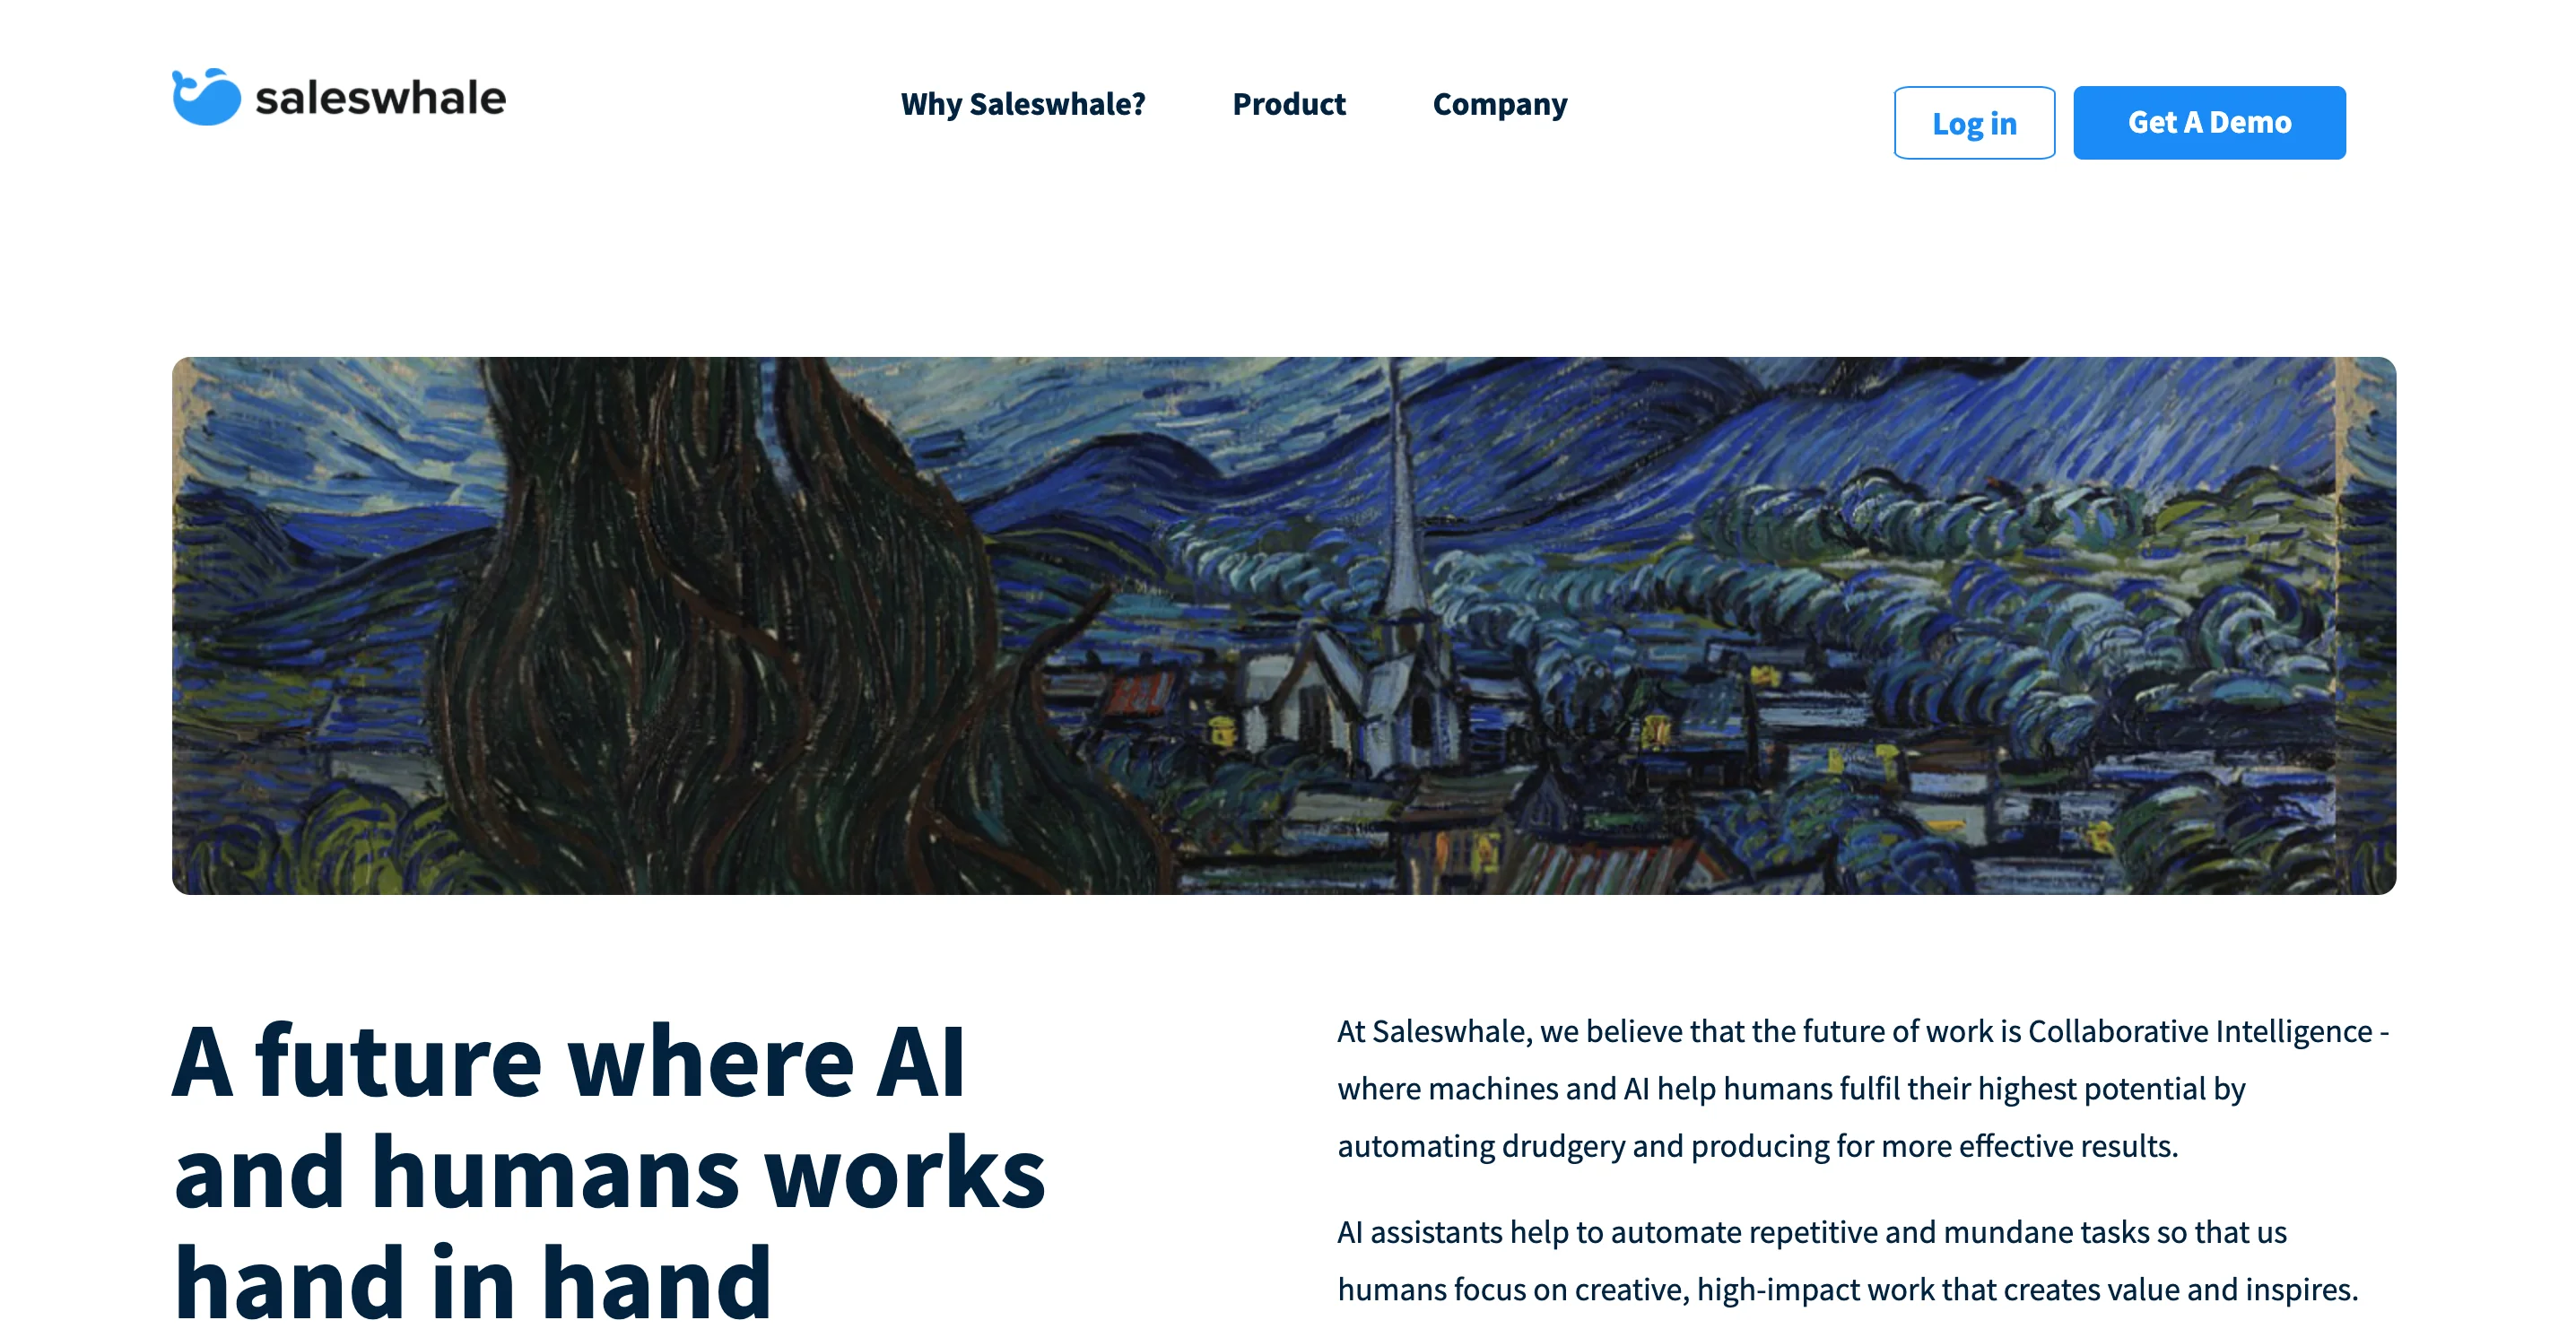 saleswhale
Why Saleswhale?
Product
Company
Log in
Get A Demo
A future where AI
and humans works
hand in hand
At Saleswhale, we believe that the future of work is Collaborative Intelligence -
where machines and AI help humans fulfil their highest potential by
automating drudgery and producing for more effective results.
AI assistants help to automate repetitive and mundane tasks so that us
humans focus on creative, high-impact work that creates value and inspires.